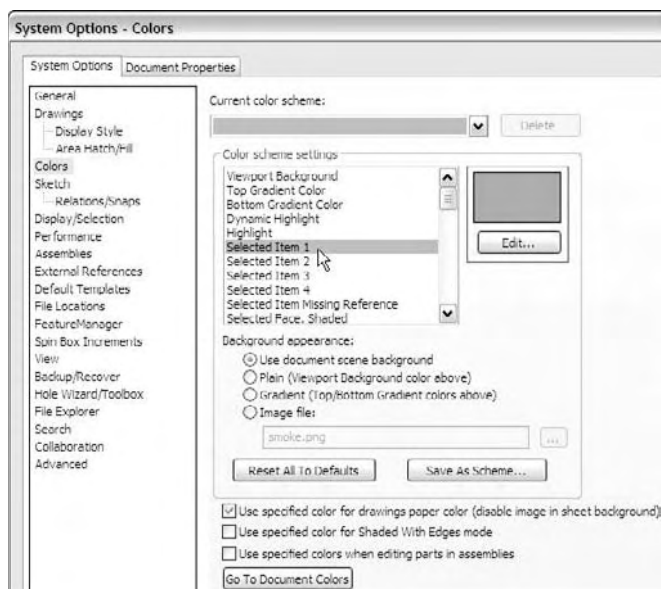 System Options - Colors
System Options
Document Properties
General
Drawings
Display Style
Area Hatch/Fill
Colors
Sketch
Relations/Snaps
Display/Selection
Performance
Assemblies
External References
Default Templates
File Locations
FeatureManager
Spin Box Increments
View
Backup/Recover
Hole Wizard/Toolbox
File Explorer
Search
Collaboration
Advanced
Current color scheme:
Delete
Color scheme settings
Viewport Background
Top Gradient Color
Bottom Gradient Color
Dynamic Highlight
Highlight
Selected Item 1
Selected Item 2
Selected Item 3
Selected Item 4
Selected Item Missing Reference
Selected Face, Shaded
Edit...
Background appearance:
Use document scene background
Plain (Viewport Background color above)
Gradient (Top/Bottom Gradient colors above)
Image file:
smoke.png
...
Reset All To Defaults
Save As Scheme...
Use specified color for drawings paper color (disable image in sheet background)
Use specified color for Shaded With Edges mode
Use specified colors when editing parts in assemblies
Go To Document Colors